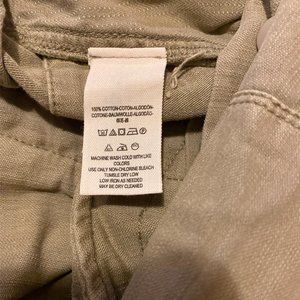 100% COTTON-COTON-ALGODÓN-
COTONE-BAUMWOLLE-ALGODÃO-
MACHINE WASH COLD WITH LIKE
COLORS
USE ONLY NON-CHLORINE BLEACH
TUMBLE DRY LOW
LOW IRON AS NEEDED
MAY BE DRY CLEANED